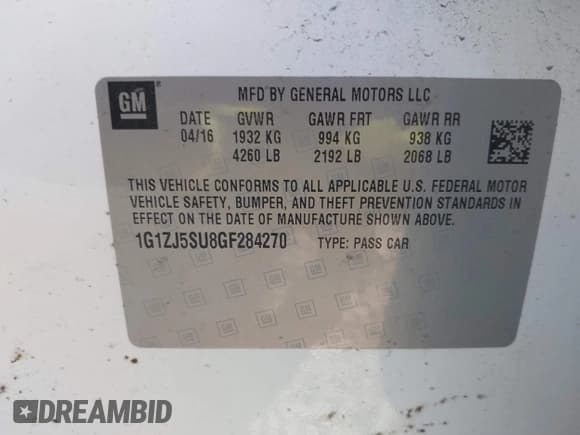 GM
MFD BY GENERAL MOTORS LLC
DATE GVWR GAWR FRT GAWR RR
04/16 1932 KG 994 KG 938 KG
4260 LB 2192 LB 2068 LB
THIS VEHICLE CONFORMS TO ALL APPLICABLE U.S. FEDERAL MOTOR
VEHICLE SAFETY, BUMPER, AND THEFT PREVENTION STANDARDS IN
EFFECT ON THE DATE OF MANUFACTURE SHOWN ABOVE.
1G1ZJ5SU8GF284270 TYPE: PASS CAR
DREAMBID